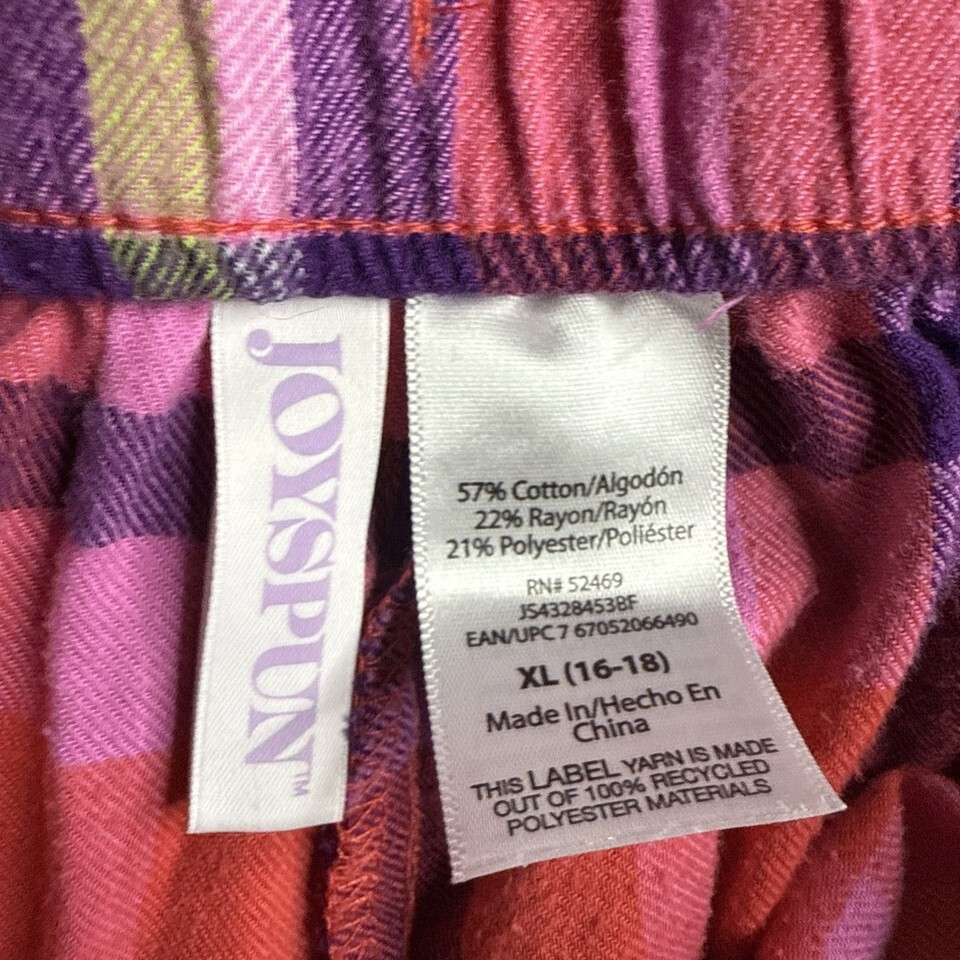 JOYSPUN™
57% Cotton/Algodón
22% Rayon/Rayón
21% Polyester/Poliéster
RN# 52469
JS4328453BF
EAN/UPC 7 67052066490
XL (16-18)
Made In/Hecho En
China
THIS LABEL YARN IS MADE
OUT OF 100% RECYCLED
POLYESTER MATERIALS